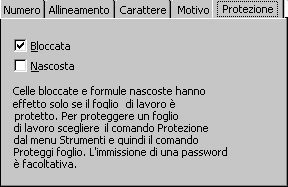 Numero Allineamento Carattere Motivo Protezione
Bloccata
Nascosta
Celle bloccate e formule nascoste hanno
effetto solo se il foglio di lavoro è
protetto. Per proteggere un foglio
di lavoro scegliere il comando Protezione
dal menu Strumenti e quindi il comando
Proteggi foglio. L'immissione di una password
è facoltativa.